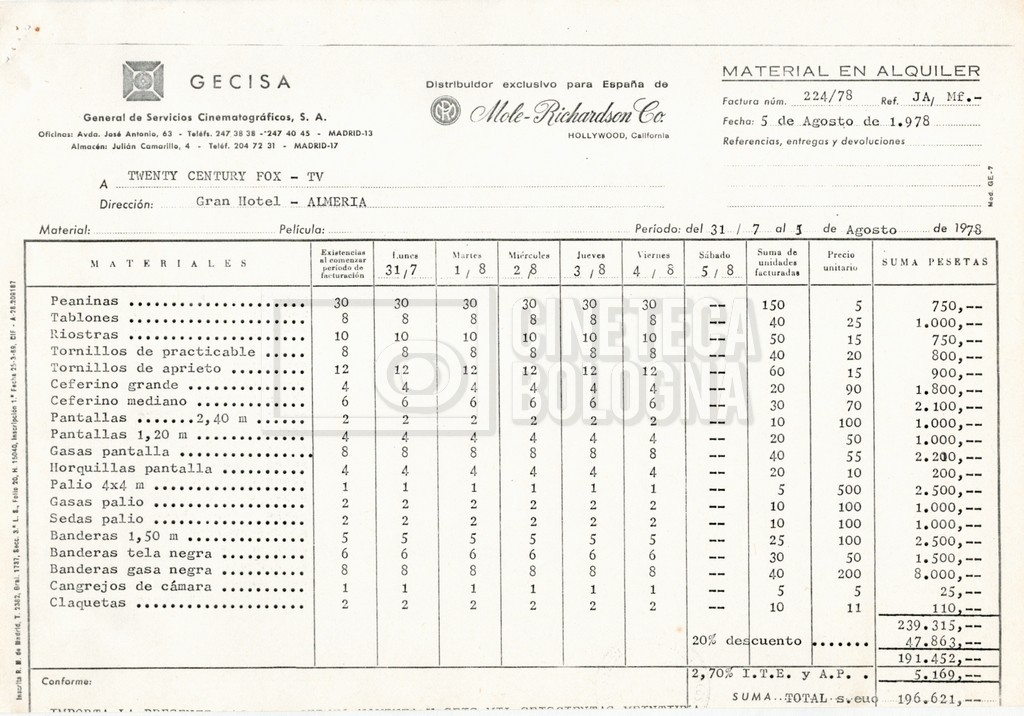 GECISA
General de Servicios Cinematográficos, S. A.
Oficinas: Avda. José Antonio, 63 - Teléfs. 247 38 38 - 247 40 45 - MADRID-13
Almacén: Julián Camarillo, 4 - Teléf. 204 72 31 - MADRID-17
Distribuidor exclusivo para España de
Mole-Richardson Co.
HOLLYWOOD, California
MATERIAL EN ALQUILER
Factura núm. 224/78 Ref. JA/ Mf.-
Fecha: 5 de Agosto de 1.978
Referencias, entregas y devoluciones
A TWENTY CENTURY FOX - TV
Dirección: Gran Hotel - ALMERIA
Mod. GE-7
Material: Película: Período: del 31 / 7 al 5 de Agosto de 1978
MATERIALES Existencias al comenzar período de facturación Lunes 31/7 Martes 1/8 Miércoles 2/8 Jueves 3/8 Viernes 4/8 Sábado 5/8 Suma de unidades facturadas Precio unitario SUMA PESETAS
Peaninas 30 30 30 30 30 30 -- 150 5 750,--
Tablones 8 8 8 8 8 8 -- 40 25 1.000,--
Riostras 10 10 10 10 10 10 -- 50 15 750,--
Tornillos de practicable 8 8 8 8 8 8 -- 40 20 800,--
Tornillos de aprieto 12 12 12 12 12 12 -- 60 15 900,--
Ceferino grande 4 4 4 4 4 4 -- 20 90 1.800,--
Ceferino mediano 6 6 6 6 6 6 -- 30 70 2.100,--
Pantallas 2,40 m 2 2 2 2 2 2 -- 10 100 1.000,--
Pantallas 1,20 m 4 4 4 4 4 4 -- 20 50 1.000,--
Gasas pantalla 8 8 8 8 8 8 -- 40 55 2.200,--
Horquillas pantalla 4 4 4 4 4 4 -- 20 10 200,--
Palio 4x4 m 1 1 1 1 1 1 -- 5 500 2.500,--
Gasas palio 2 2 2 2 2 2 -- 10 100 1.000,--
Sedas palio 2 2 2 2 2 2 -- 10 100 1.000,--
Banderas 1,50 m 5 5 5 5 5 5 -- 25 100 2.500,--
Banderas tela negra 6 6 6 6 6 6 -- 30 50 1.500,--
Banderas gasa negra 8 8 8 8 8 8 -- 40 200 8.000,--
Cangrejos de cámara 1 1 1 1 1 1 -- 5 5 25,--
Claquetas 2 2 2 2 2 2 -- 10 11 110,--
239.315,--
20% descuento 47.863,--
191.452,--
2,70% I.T.E. y A.P. 5.169,--
Conforme:
SUMA TOTAL s.euo 196.621,--
CINETECA
BOLOGNA